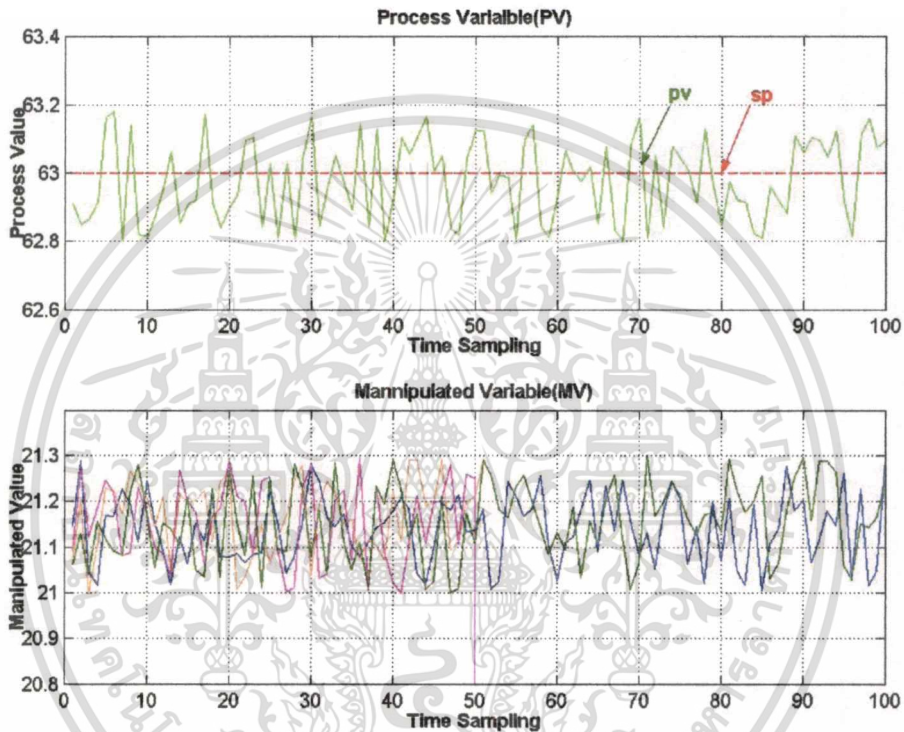 Process Varialble(PV)
Process Value
63.4
63.2
63
62.8
62.6
pv
sp
0 10 20 30 40 50 60 70 80 90 100
Time Sampling
Mannipulated Variable(MV)
Manipulated Value
21.3
21.2
21.1
21
20.9
20.8
0 10 20 30 40 50 60 70 80 90 100
Time Sampling